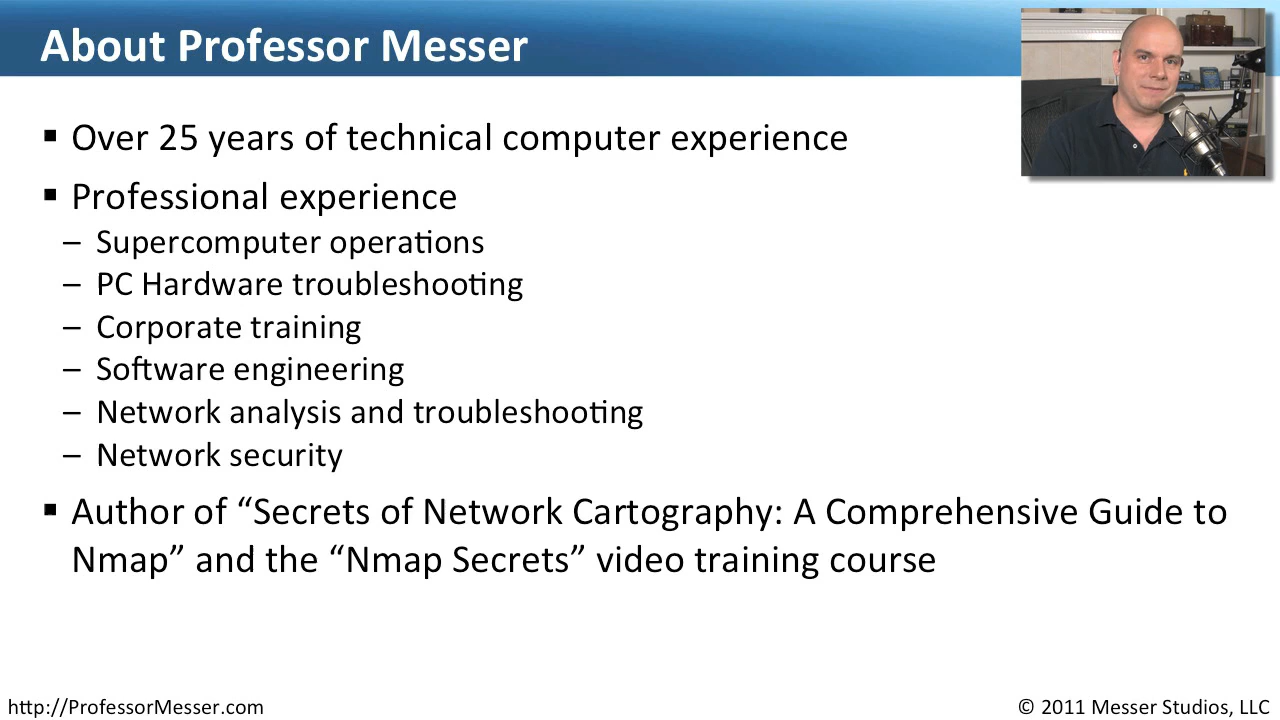 About Professor Messer
▪ Over 25 years of technical computer experience
▪ Professional experience
– Supercomputer operations
– PC Hardware troubleshooting
– Corporate training
– Software engineering
– Network analysis and troubleshooting
– Network security
▪ Author of “Secrets of Network Cartography: A Comprehensive Guide to
Nmap” and the “Nmap Secrets” video training course
http://ProfessorMesser.com
© 2011 Messer Studios, LLC